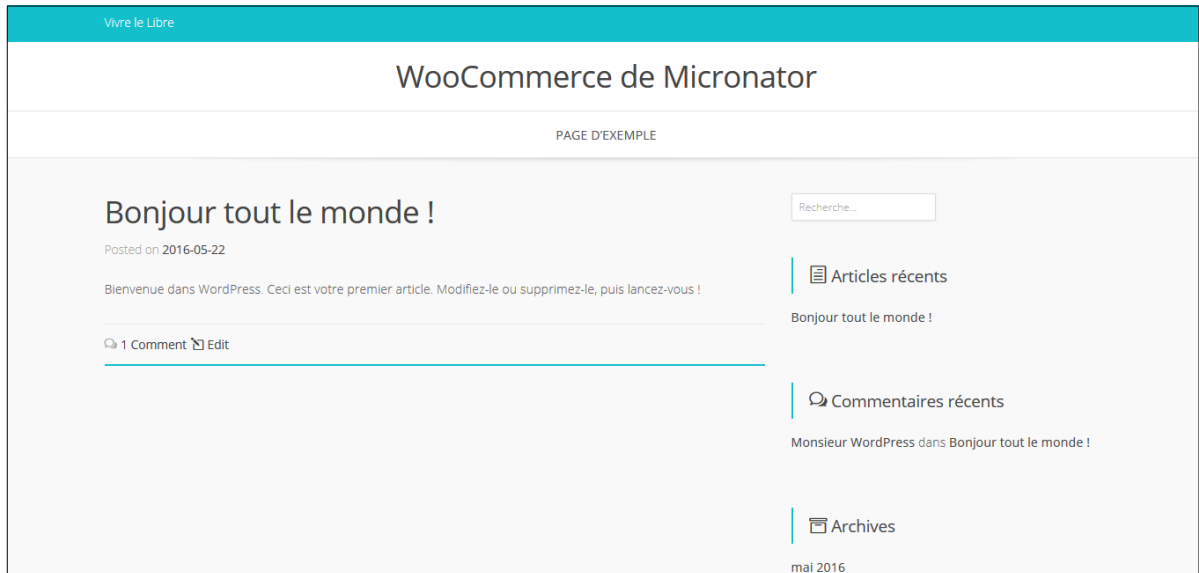 Vivre le Libre
WooCommerce de Micronator
PAGE D'EXEMPLE
Bonjour tout le monde !
Posted on 2016-05-22
Bienvenue dans WordPress. Ceci est votre premier article. Modifiez-le ou supprimez-le, puis lancez-vous !
1 Comment Edit
Recherche...
Articles récents
Bonjour tout le monde !
Commentaires récents
Monsieur WordPress dans Bonjour tout le monde !
Archives
mai 2016